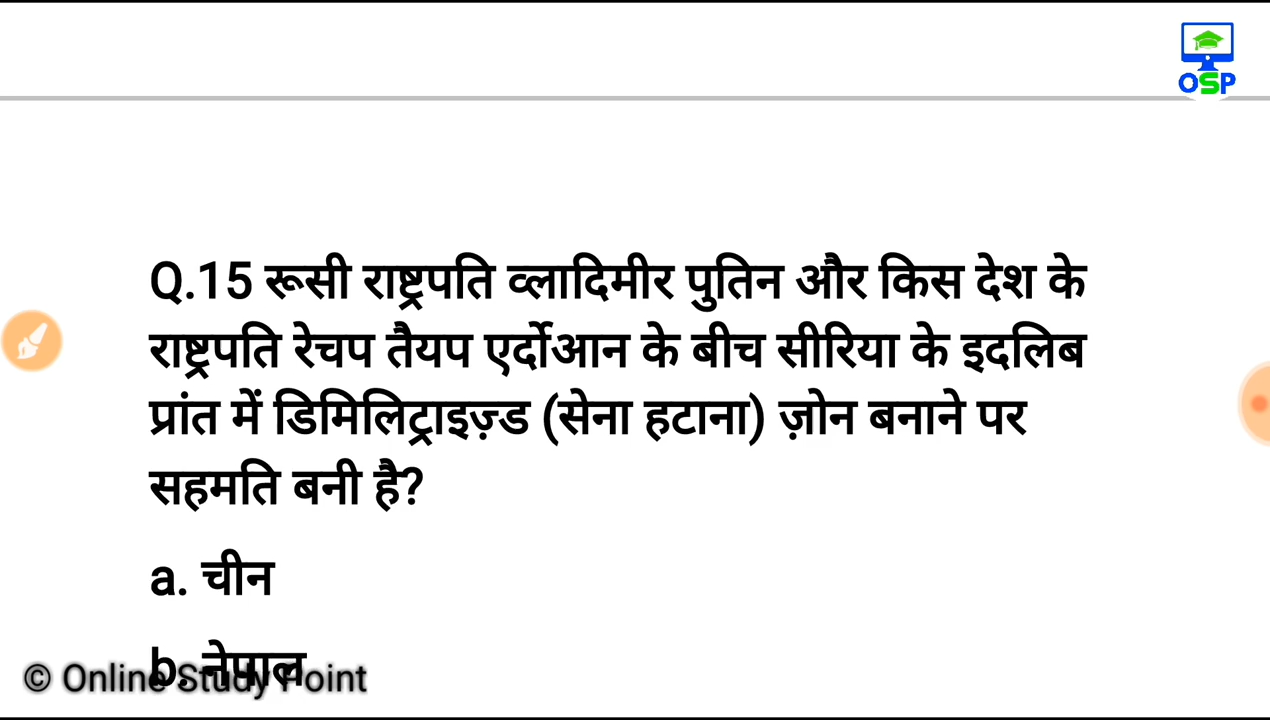 OSP
Q.15 रूसी राष्ट्रपति व्लादिमीर पुतिन और किस देश के
राष्ट्रपति रेचप तैयप एर्दोआन के बीच सीरिया के इदलिब
प्रांत में डिमिलिट्राइज़्ड (सेना हटाना) ज़ोन बनाने पर
सहमति बनी है?
a. चीन
b. नेपाल
© Online Study Point